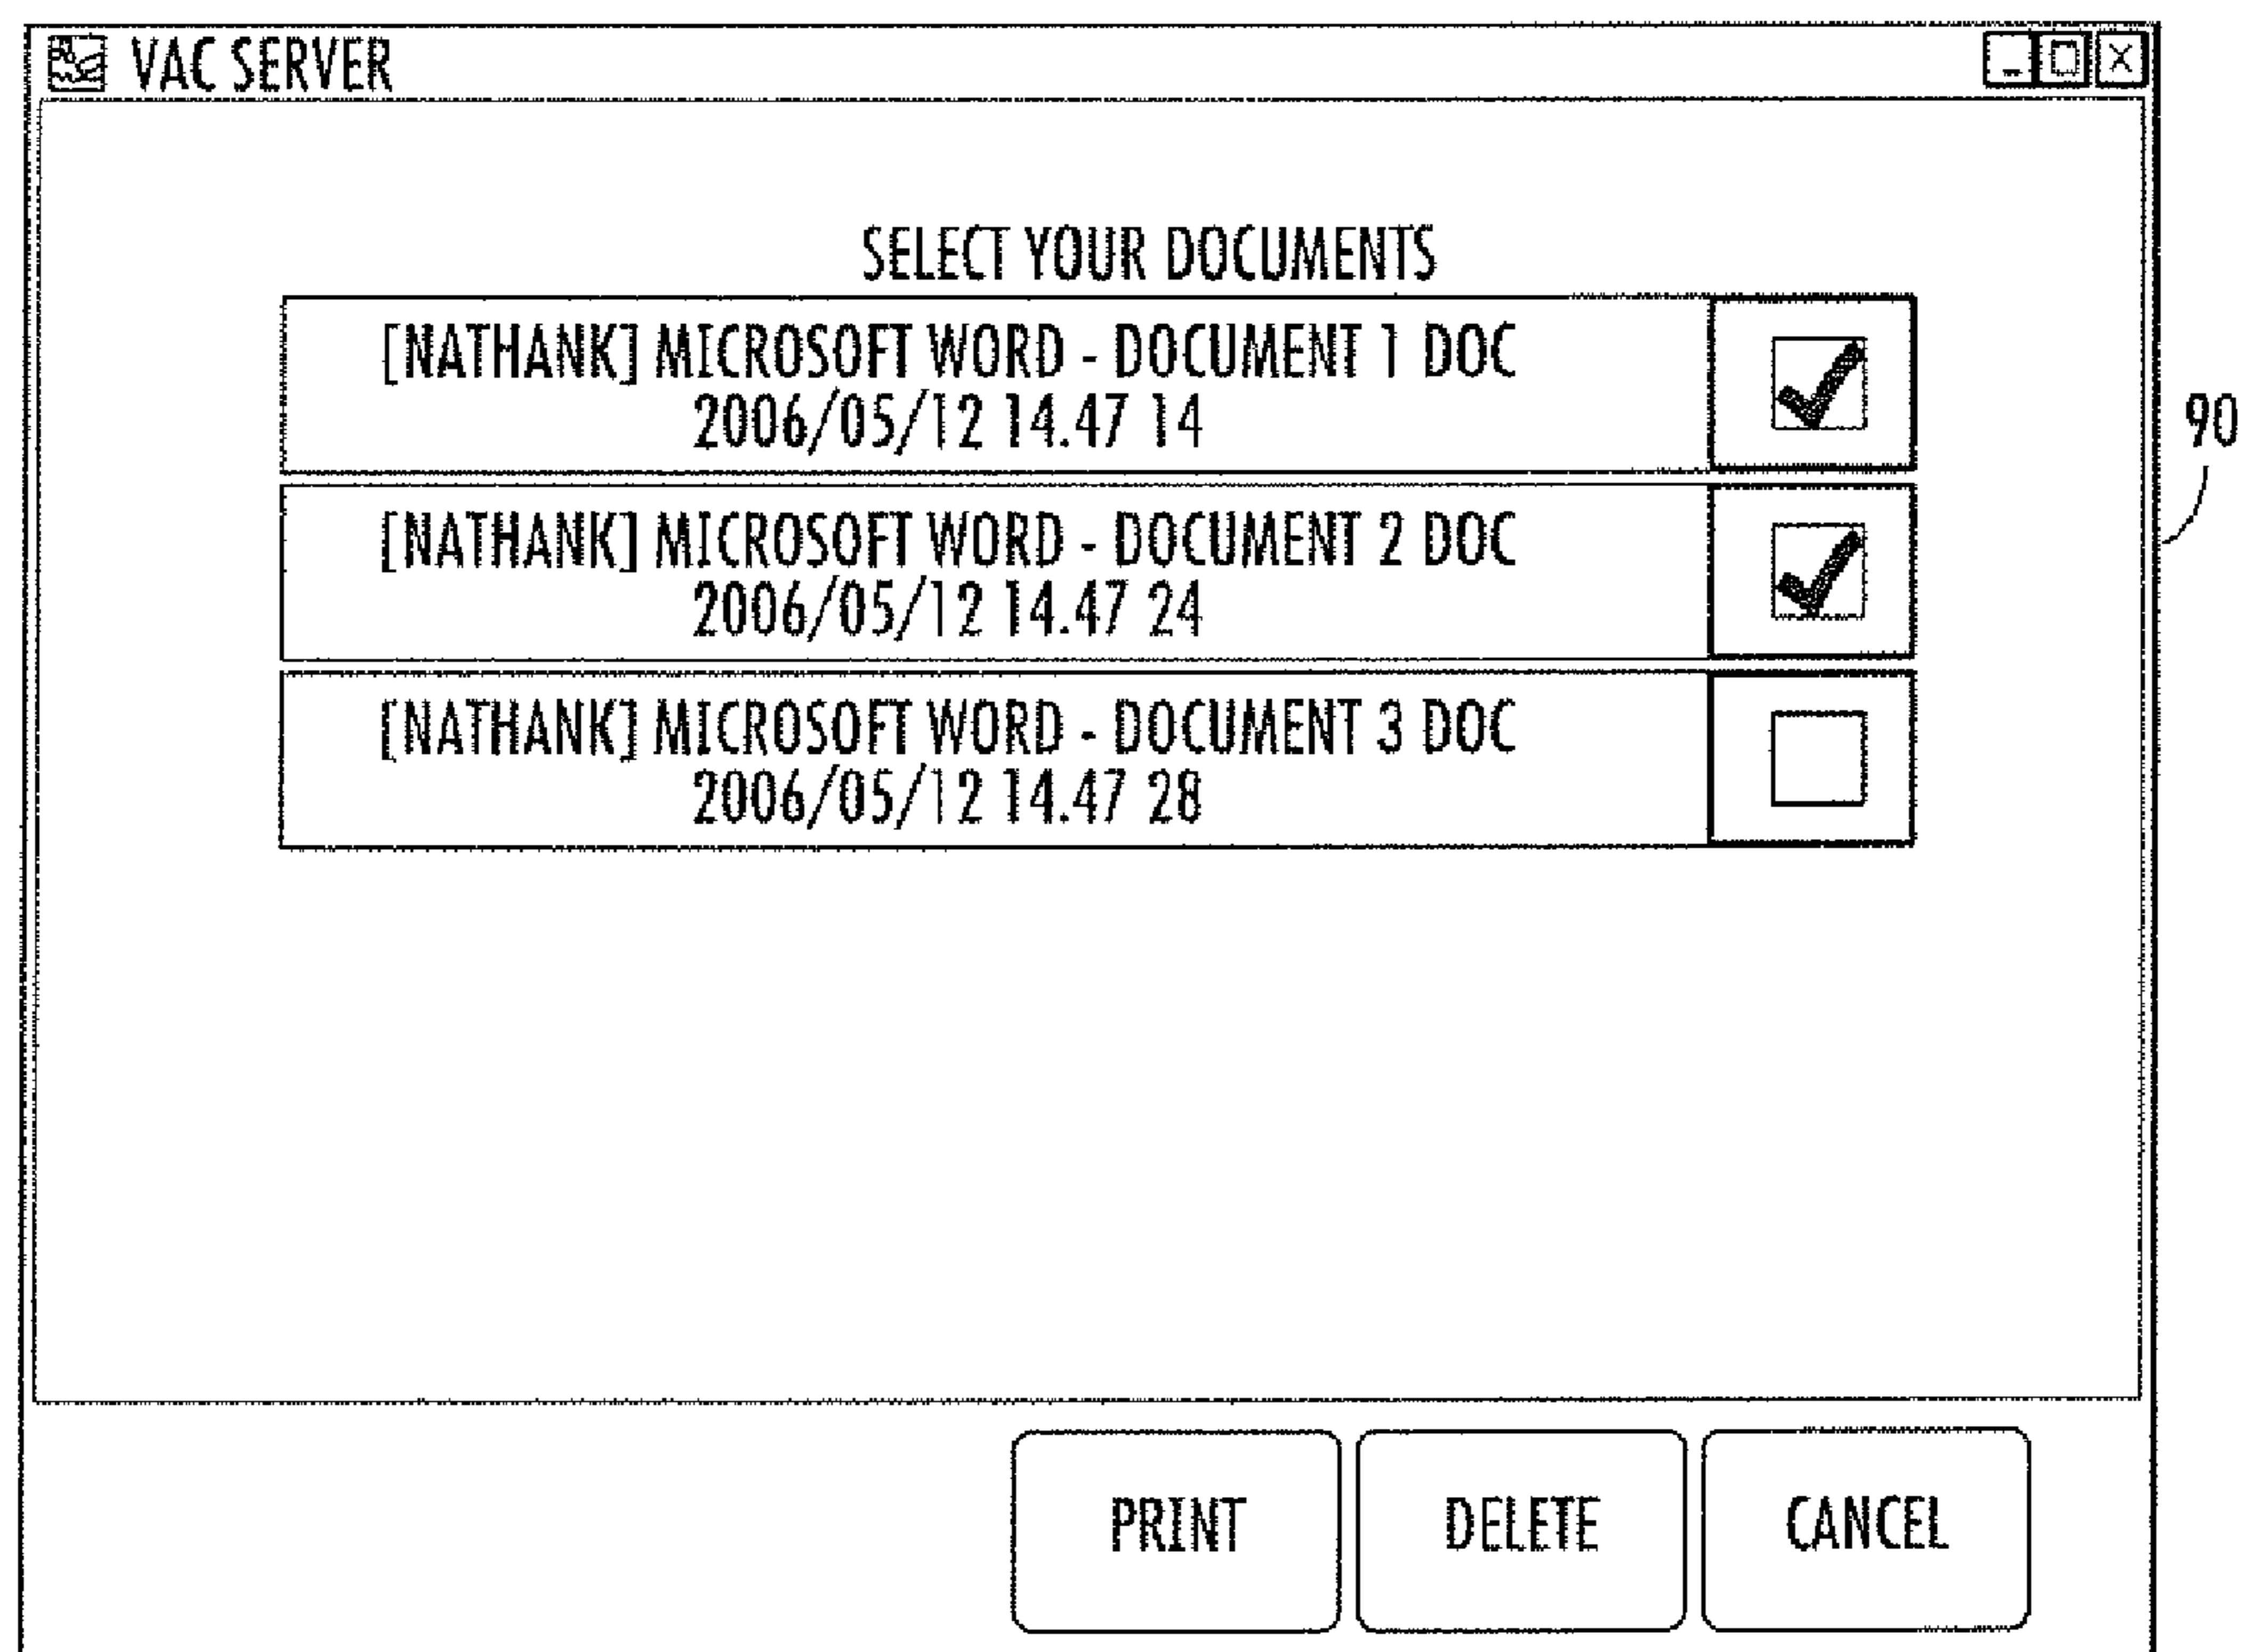 VAC SERVER
SELECT YOUR DOCUMENTS
[NATHANK] MICROSOFT WORD - DOCUMENT 1 DOC
2006/05/12 14.47 14
[NATHANK] MICROSOFT WORD - DOCUMENT 2 DOC
2006/05/12 14.47 24
[NATHANK] MICROSOFT WORD - DOCUMENT 3 DOC
2006/05/12 14.47 28
90
PRINT
DELETE
CANCEL